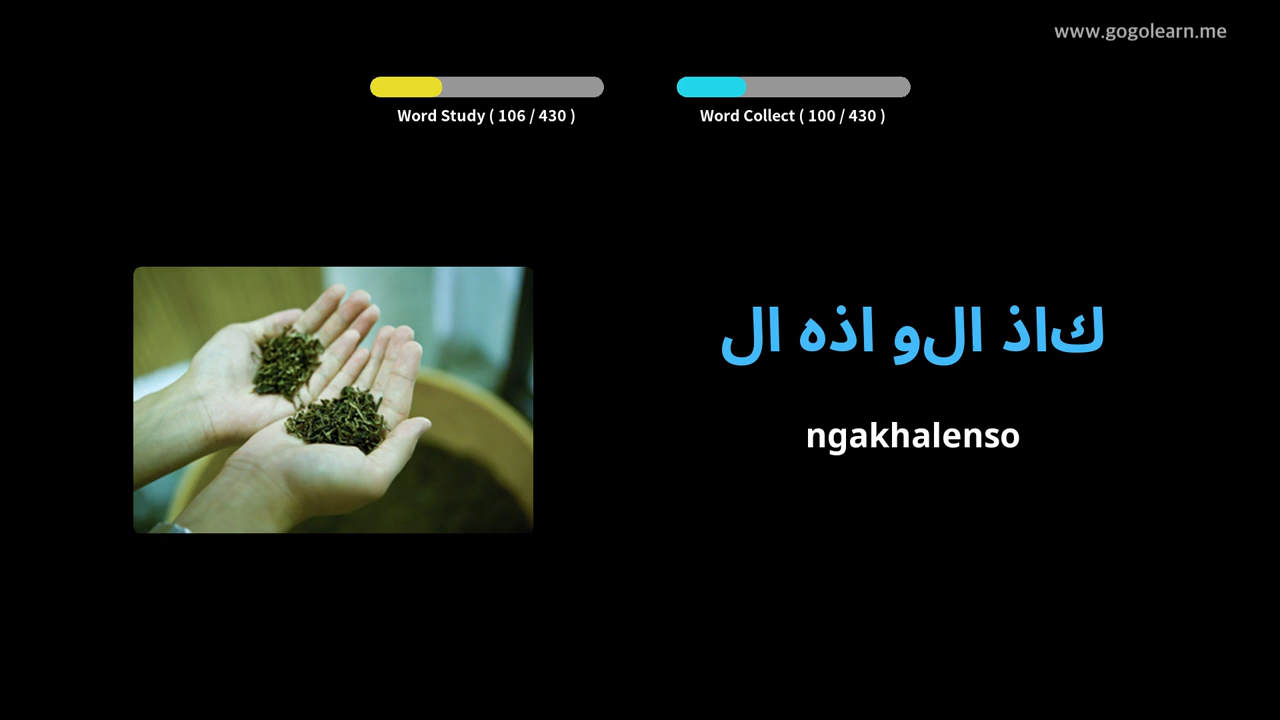 www.gogolearn.me
Word Study ( 106 / 430 )
Word Collect ( 100 / 430 )
كاذ الو اذه ال
ngakhalenso